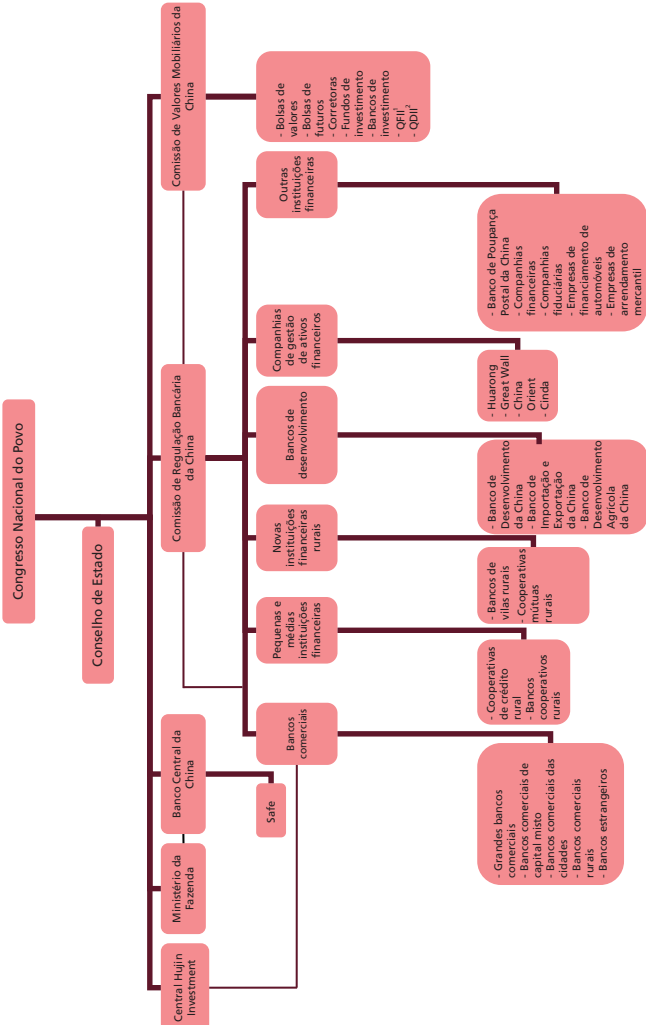 Congresso Nacional do Povo
Conselho de Estado
Central Hujin
Investment
Ministério da
Fazenda
Banco Central da
China
Comissão de Regulação Bancária
da China
Comissão de Valores Mobiliários da
China
Safe
Bancos
comerciais
Pequenas e
médias
instituições
financeiras
Novas
instituições
financeiras
rurais
Bancos de
desenvolvimento
Companhias
de gestão
de ativos
financeiros
Outras
instituições
financeiras
- Bolsas de
valores
- Bolsas de
futuros
- Corretoras
- Fundos de
investimento
- Bancos de
investimento
- QFII¹
- QDII²
- Grandes bancos
comerciais
- Bancos comerciais de
capital misto
- Bancos comerciais das
cidades
- Bancos comerciais
rurais
- Bancos estrangeiros
- Cooperativas
de crédito
rural
- Bancos
cooperativos
rurais
- Bancos de
vilas rurais
- Cooperativas
mútuas
rurais
- Banco de
Desenvolvimento
da China
- Banco de
Importação e
Exportação
da China
- Banco de
Desenvolvimento
Agrícola
da China
- Huarong
- Great Wall
- China
Orient
- Cinda
- Banco de Poupança
Postal da China
- Companhias
financeiras
- Companhias
fiduciárias
- Empresas de
financiamento de
automóveis
- Empresas de
arrendamento
mercantil